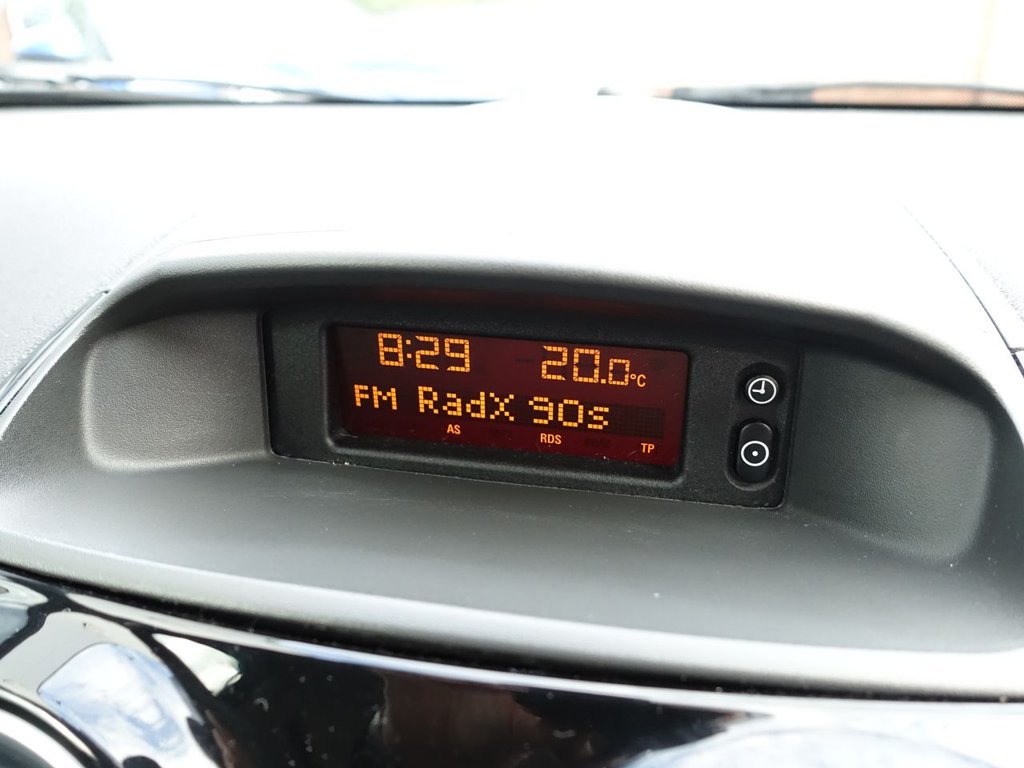 8:29 20.0°C
FM RadX 90s
AS RDS TP